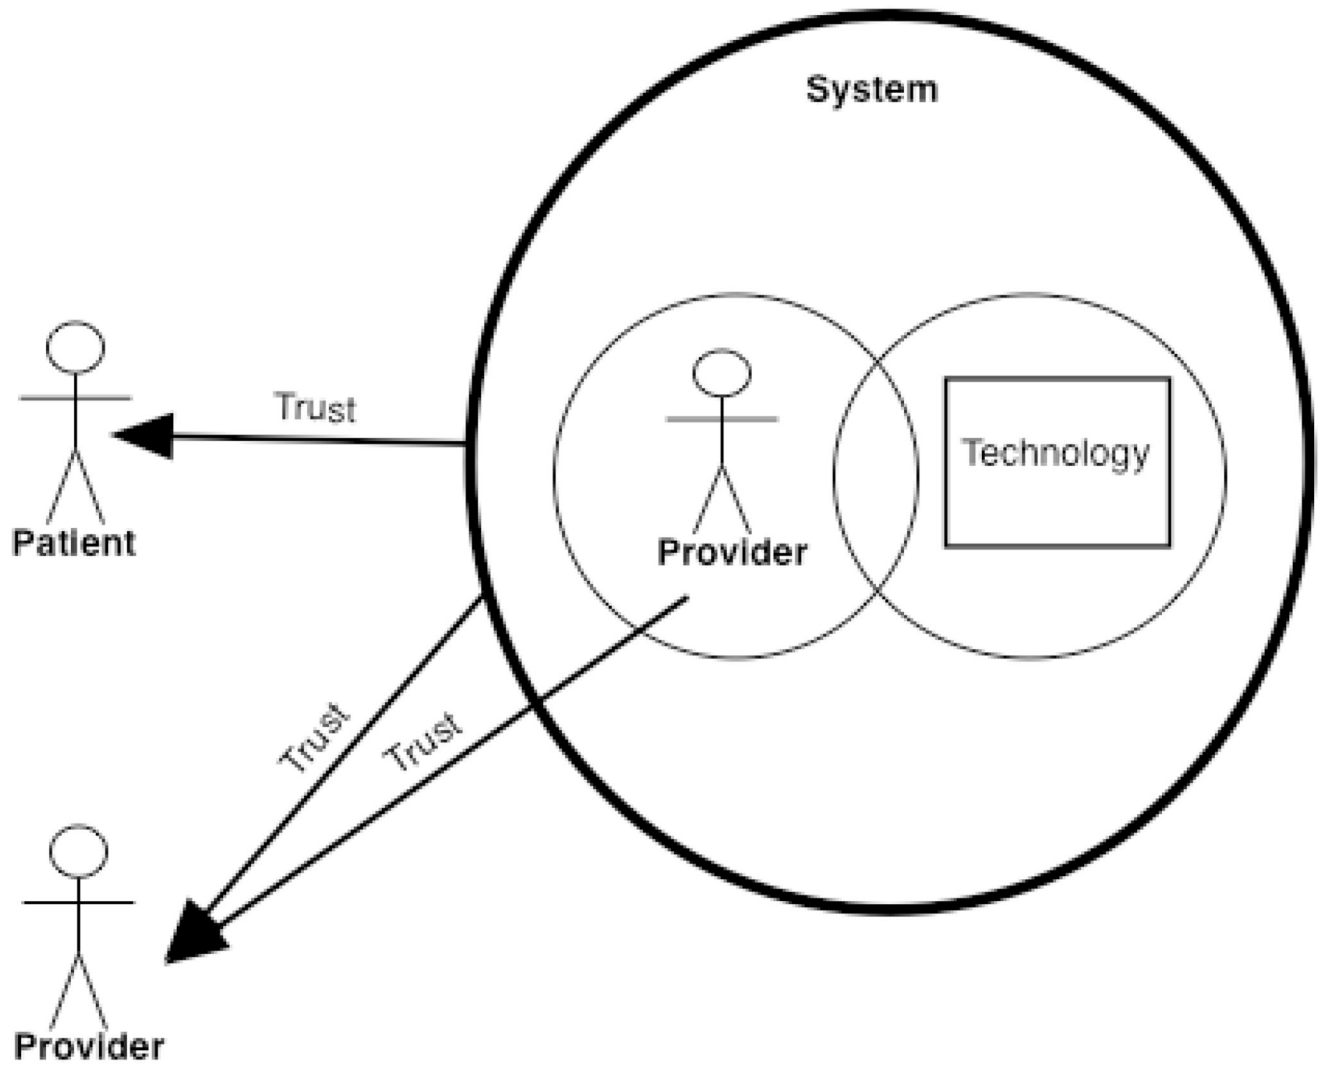 System
Trust
Technology
Patient
Provider
Trust
Trust
Provider